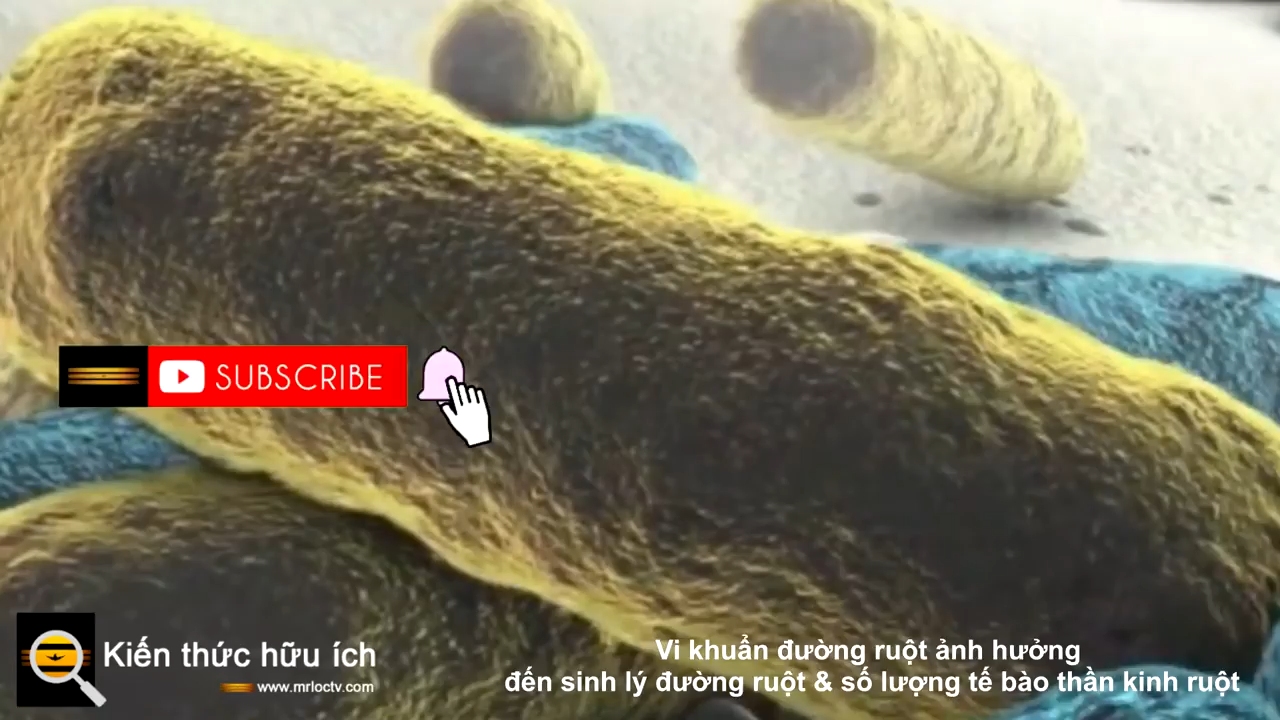 SUBSCRIBE
Kiến thức hữu ích
www.mrloctv.com
Vi khuẩn đường ruột ảnh hưởng
đến sinh lý đường ruột & số lượng tế bào thần kinh ruột